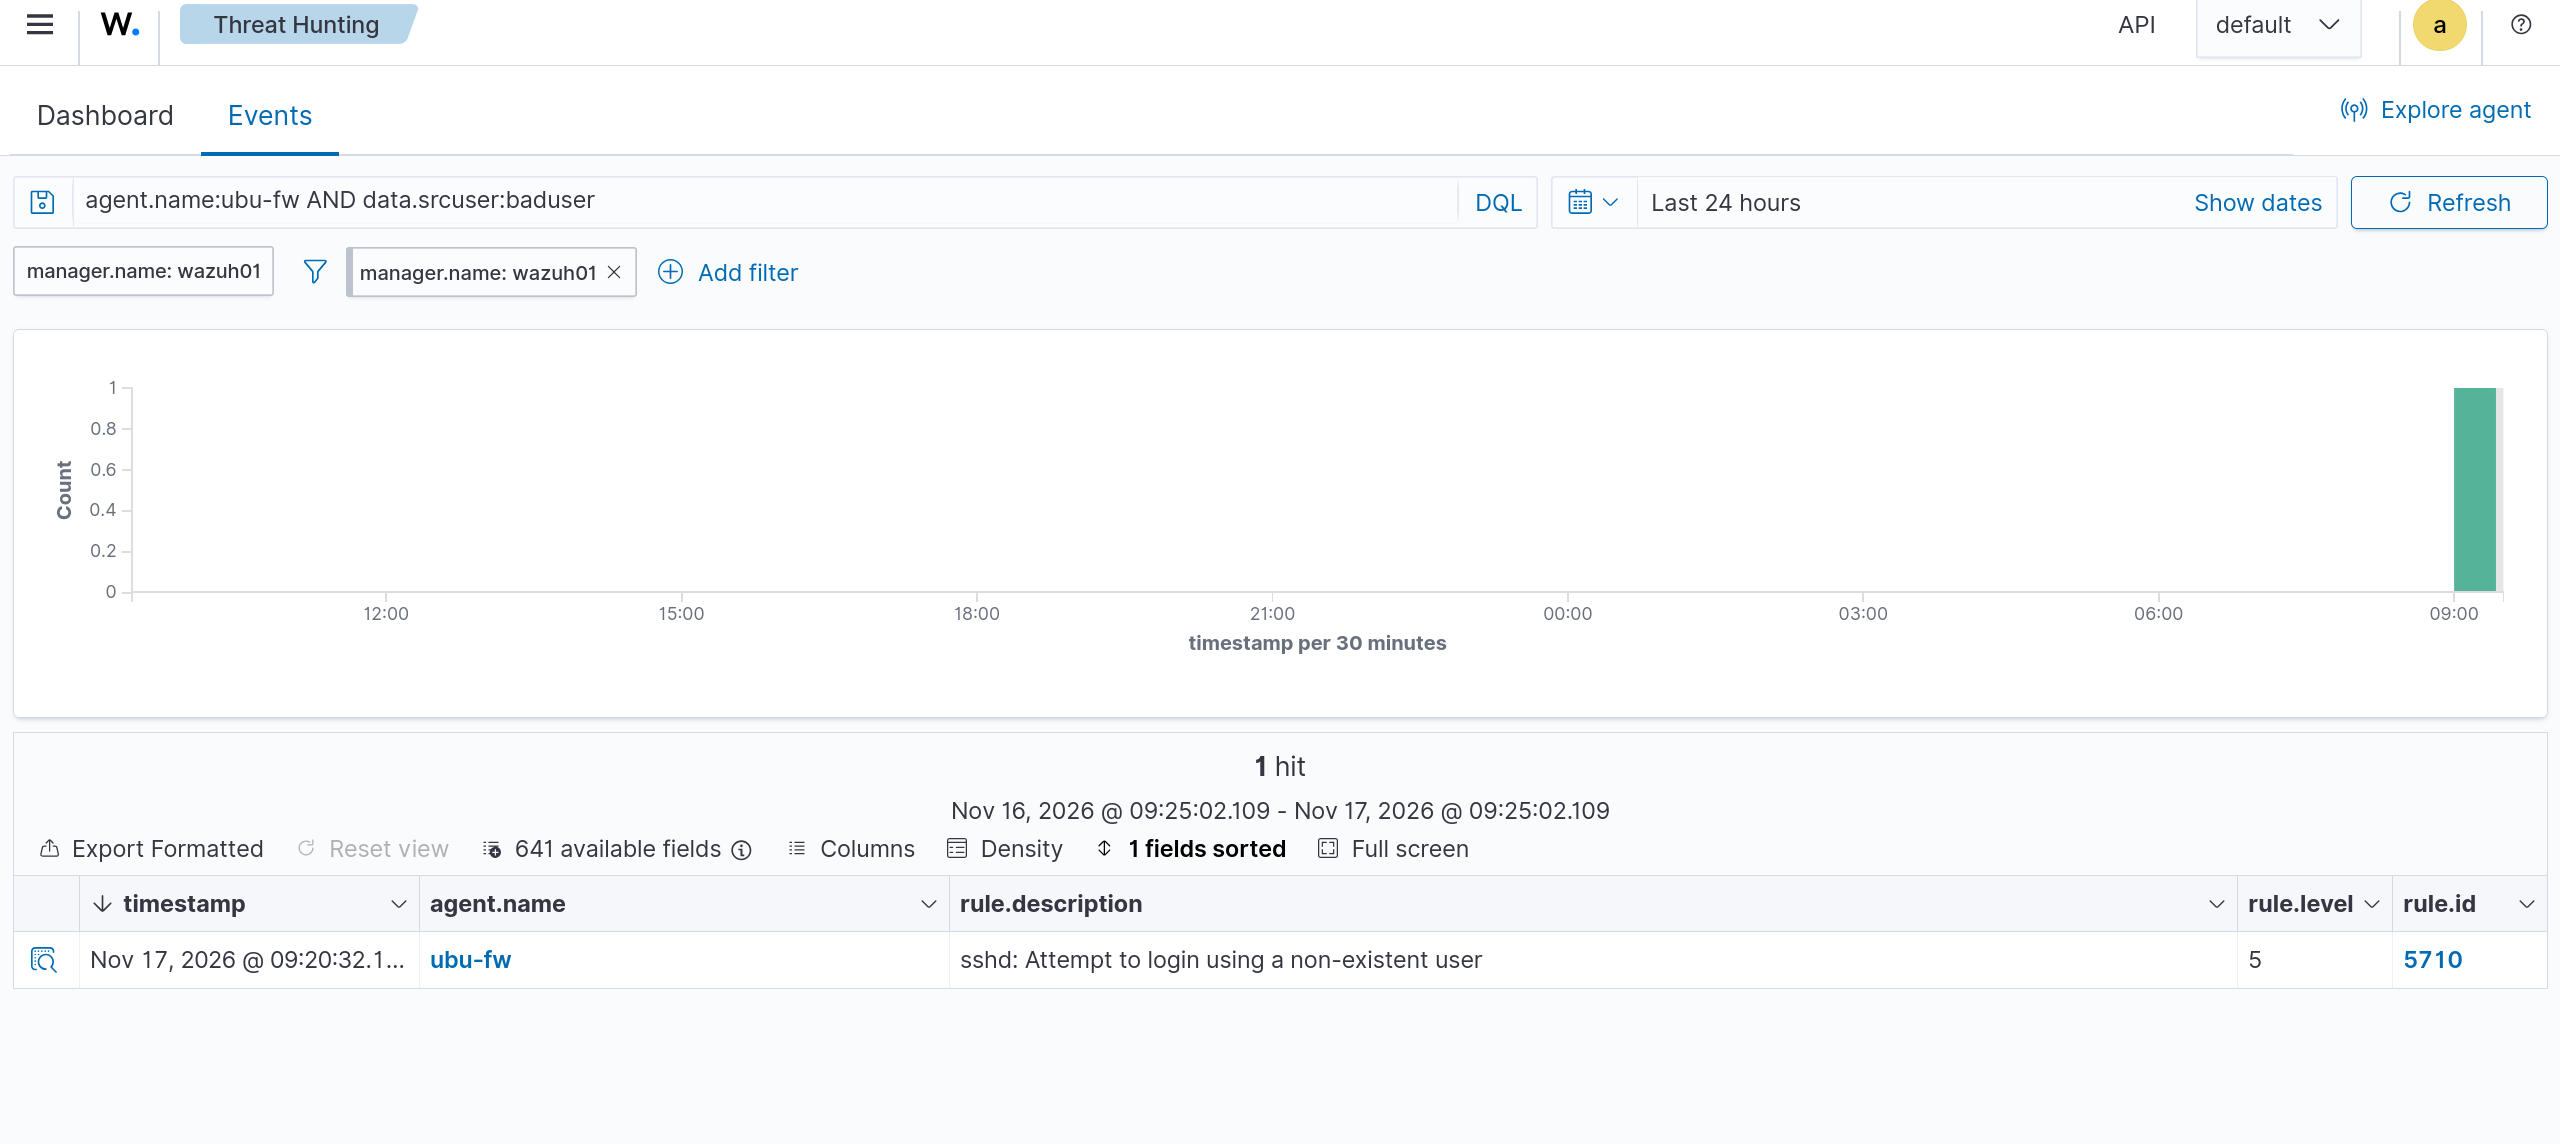 W. Threat Hunting API default a
Dashboard Events Explore agent
agent.name:ubu-fw AND data.srcuser:baduser DQL Last 24 hours Show dates Refresh
manager.name: wazuh01 manager.name: wazuh01 Add filter
1
0.8
0.6
0.4
0.2
0
Count
12:00 15:00 18:00 21:00 00:00 03:00 06:00 09:00
timestamp per 30 minutes
1 hit
Nov 16, 2026 @ 09:25:02.109 - Nov 17, 2026 @ 09:25:02.109
Export Formatted Reset view 641 available fields Columns Density 1 fields sorted Full screen
timestamp agent.name rule.description rule.level rule.id
Nov 17, 2026 @ 09:20:32.1... ubu-fw sshd: Attempt to login using a non-existent user 5 5710